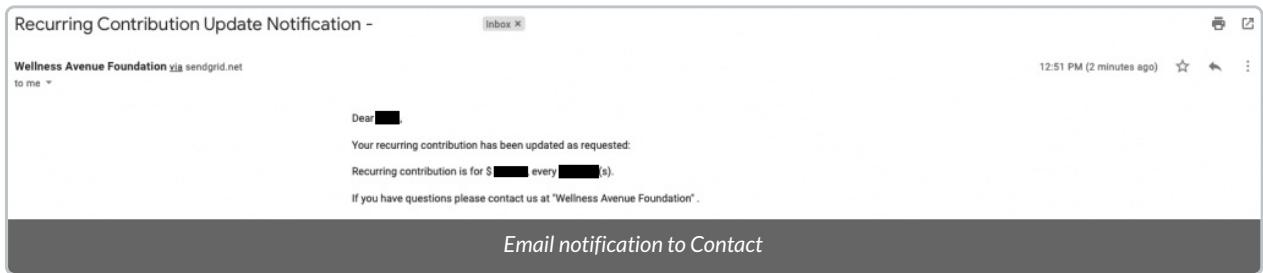 Recurring Contribution Update Notification -
Inbox ×
Wellness Avenue Foundation via sendgrid.net
12:51 PM (2 minutes ago)
to me
Dear ,
Your recurring contribution has been updated as requested:
Recurring contribution is for $ , every (s).
If you have questions please contact us at "Wellness Avenue Foundation" .
Email notification to Contact